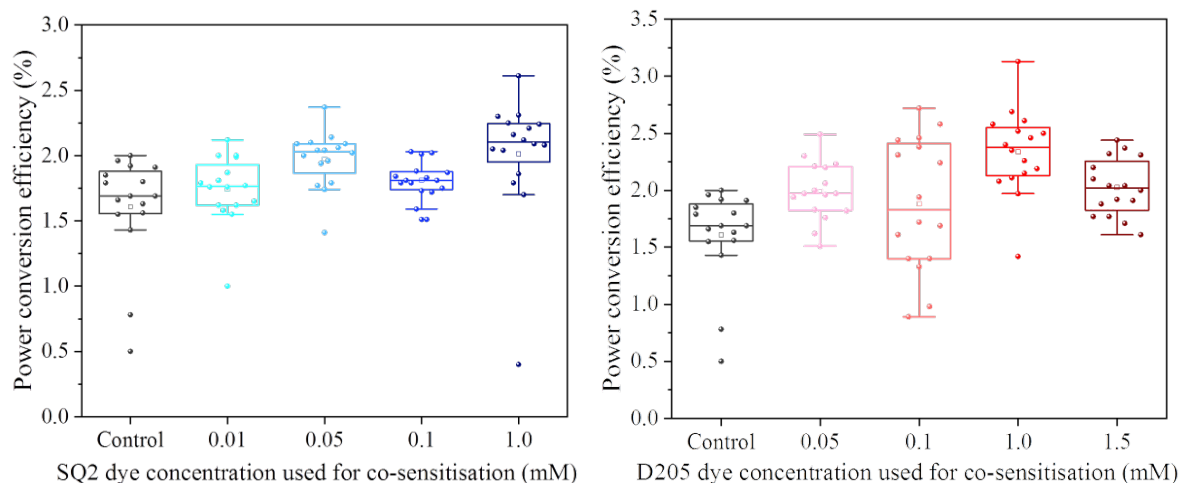 Power conversion efficiency (%)
3.0
2.5
2.0
1.5
1.0
0.5
0.0
Control 0.01 0.05 0.1 1.0
SQ2 dye concentration used for co-sensitisation (mM)
Power conversion efficiency (%)
3.5
3.0
2.5
2.0
1.5
1.0
0.5
0.0
Control 0.05 0.1 1.0 1.5
D205 dye concentration used for co-sensitisation (mM)